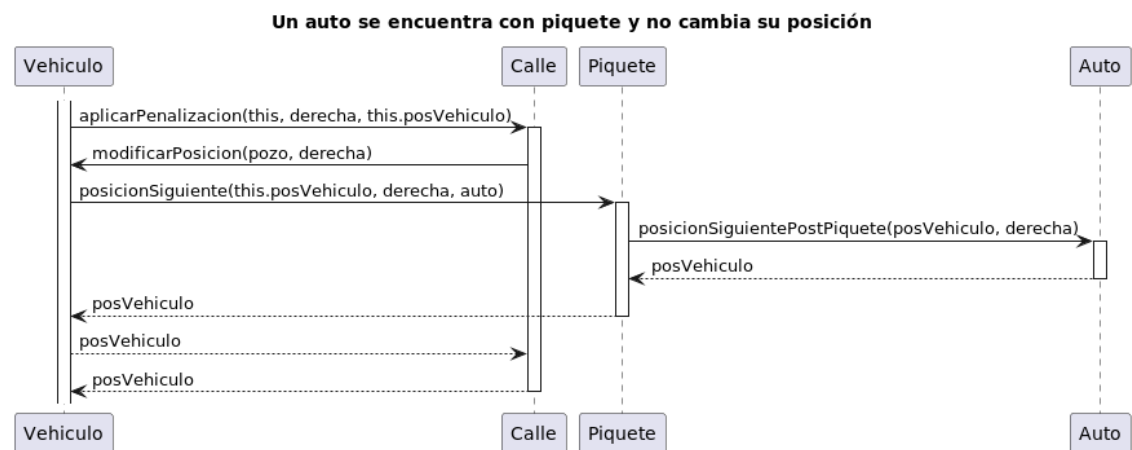 Un auto se encuentra con piquete y no cambia su posición
Vehiculo Calle Piquete Auto
aplicarPenalizacion(this, derecha, this.posVehiculo)
modificarPosicion(pozo, derecha)
posicionSiguiente(this.posVehiculo, derecha, auto)
posicionSiguientePostPiquete(posVehiculo, derecha)
posVehiculo
posVehiculo
posVehiculo
posVehiculo
Vehiculo Calle Piquete Auto